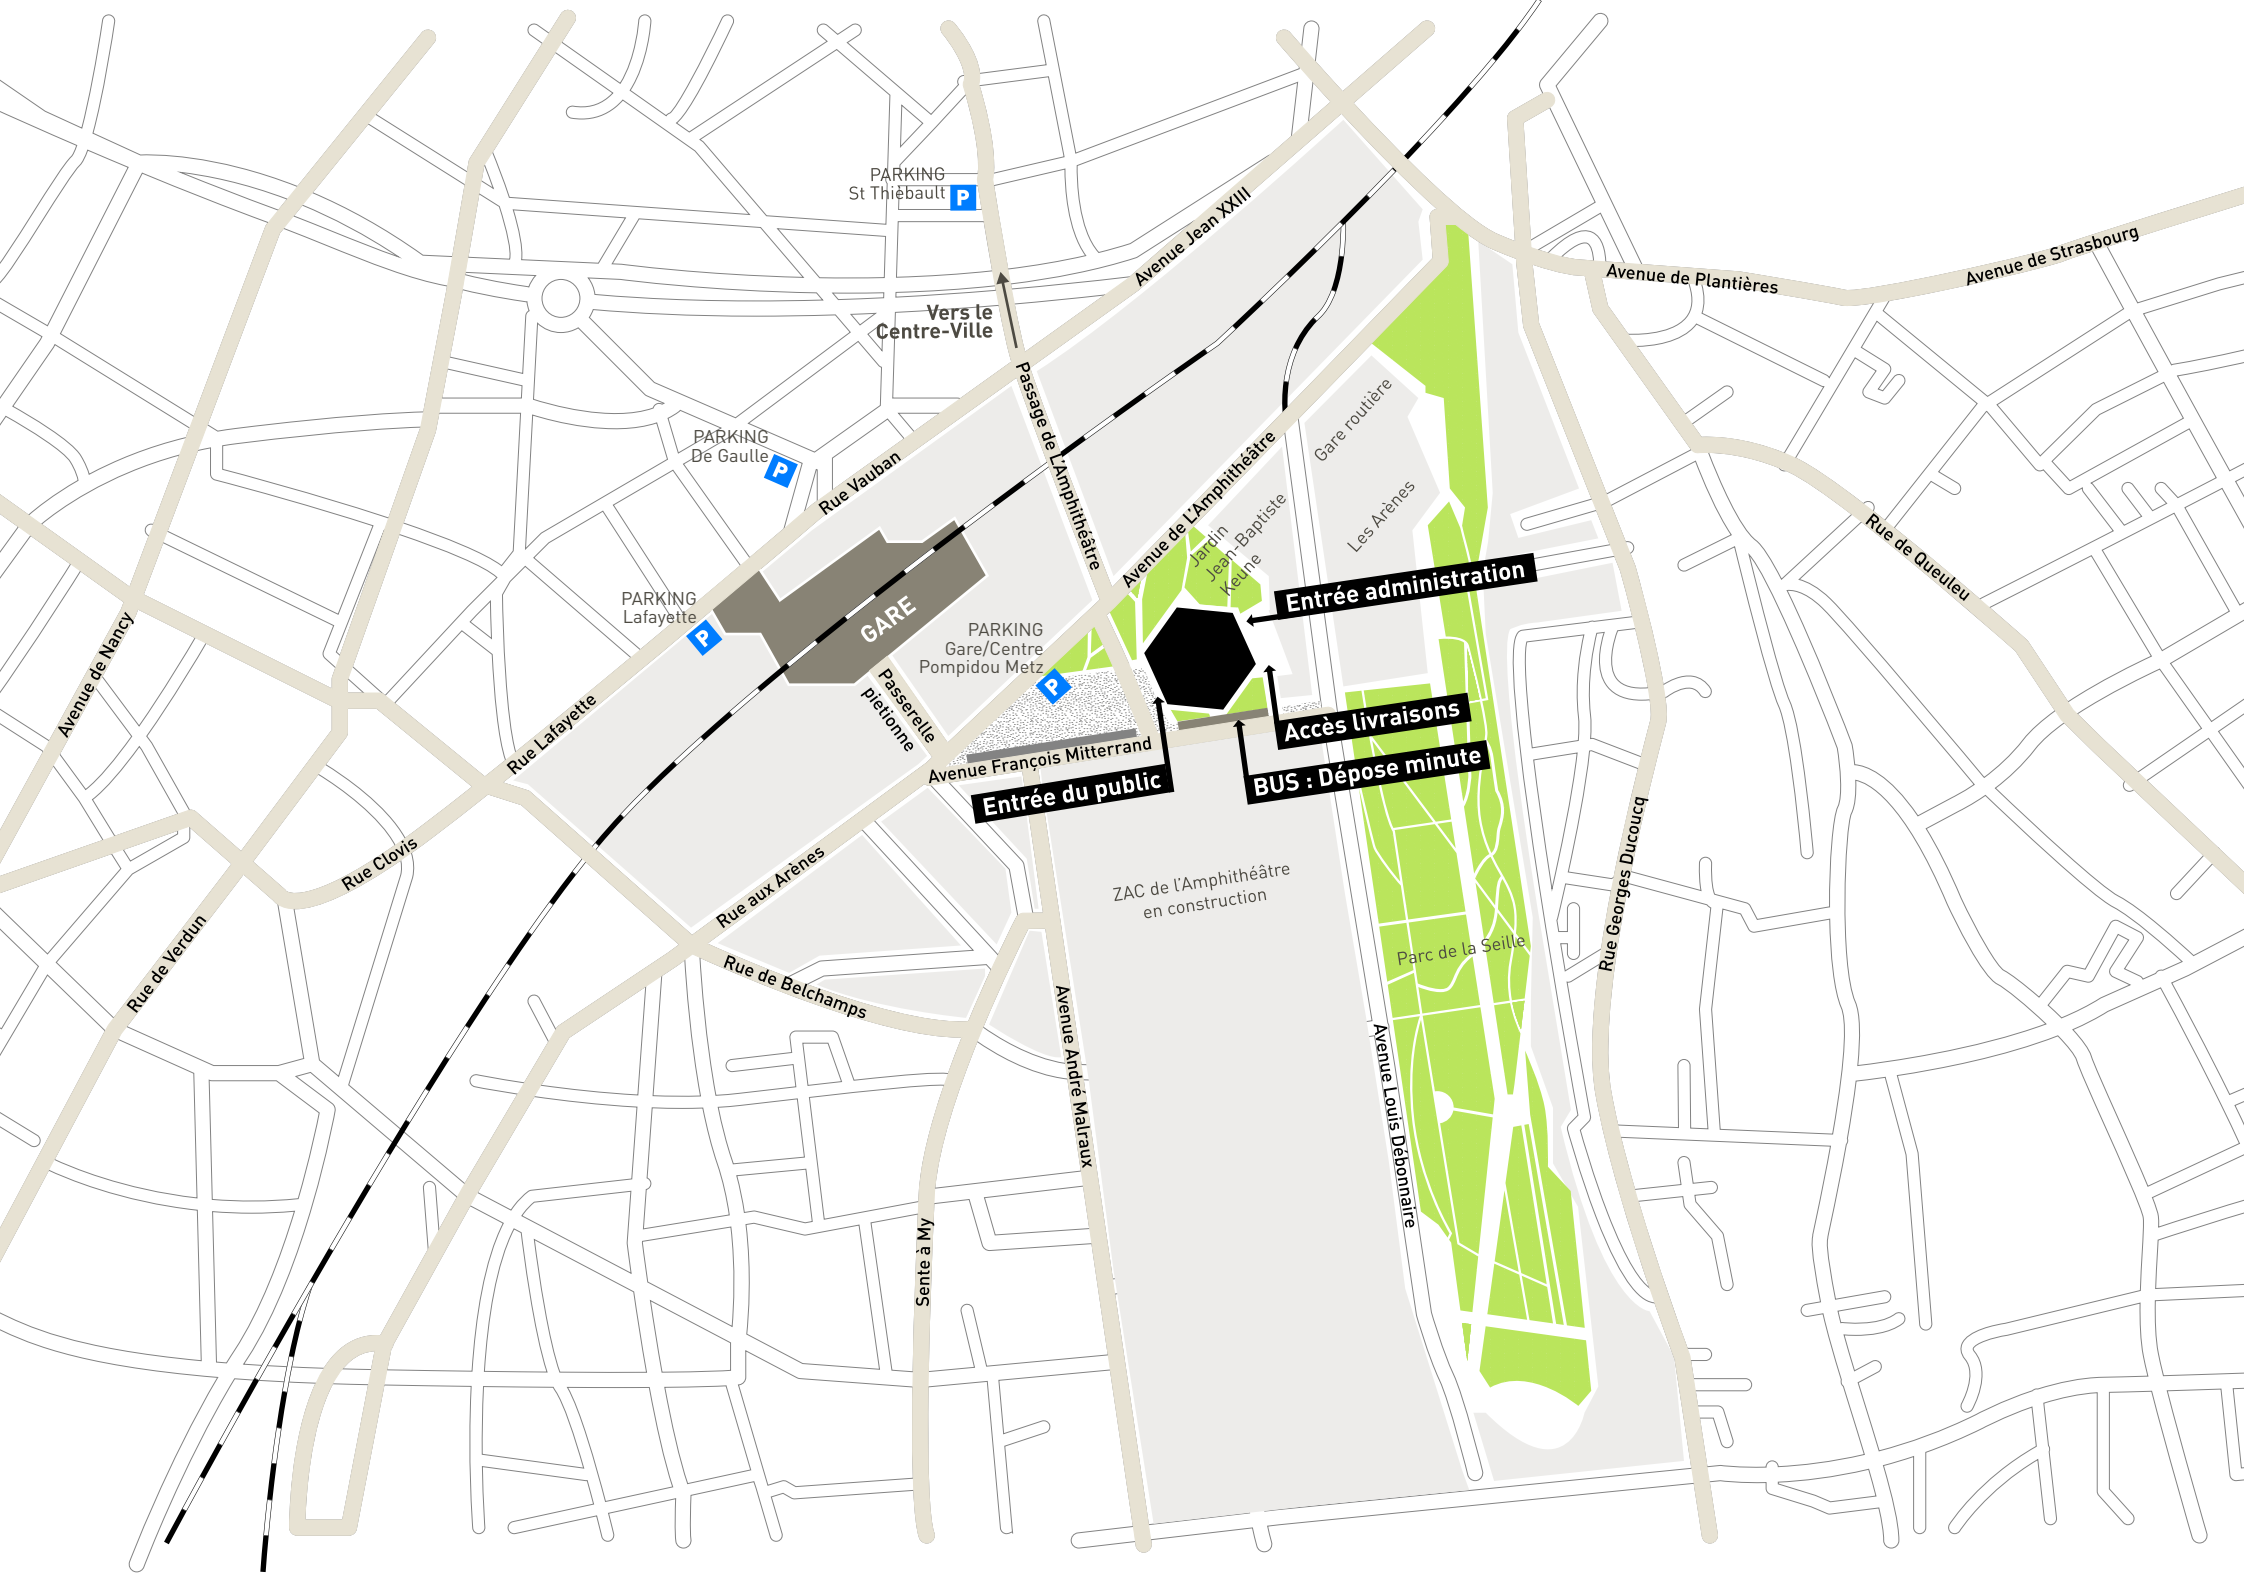 PARKING
St Thiébault
P
Avenue Jean XXIII
Avenue de Plantières
Avenue de Strasbourg
Vers le
Centre-Ville
Passage de L'Amphithéâtre
PARKING
De Gaulle
P
Rue Vauban
Gare routière
Avenue de L'Amphithéâtre
Les Arènes
Jardin
Jean-Baptiste
Keune
Rue de Queuleu
Entrée administration
PARKING
Lafayette
P
GARE
PARKING
Gare/Centre
Pompidou Metz
P
Avenue de Nancy
Passerelle
pietionne
Rue Lafayette
Accès livraisons
Avenue François Mitterrand
BUS : Dépose minute
Entrée du public
Rue Clovis
Rue aux Arènes
ZAC de l'Amphithéâtre
en construction
Rue Georges Ducoucq
Parc de la Seille
Rue de Verdun
Rue de Belchamps
Avenue André Malraux
Avenue Louis Débonnaire
Sente à My